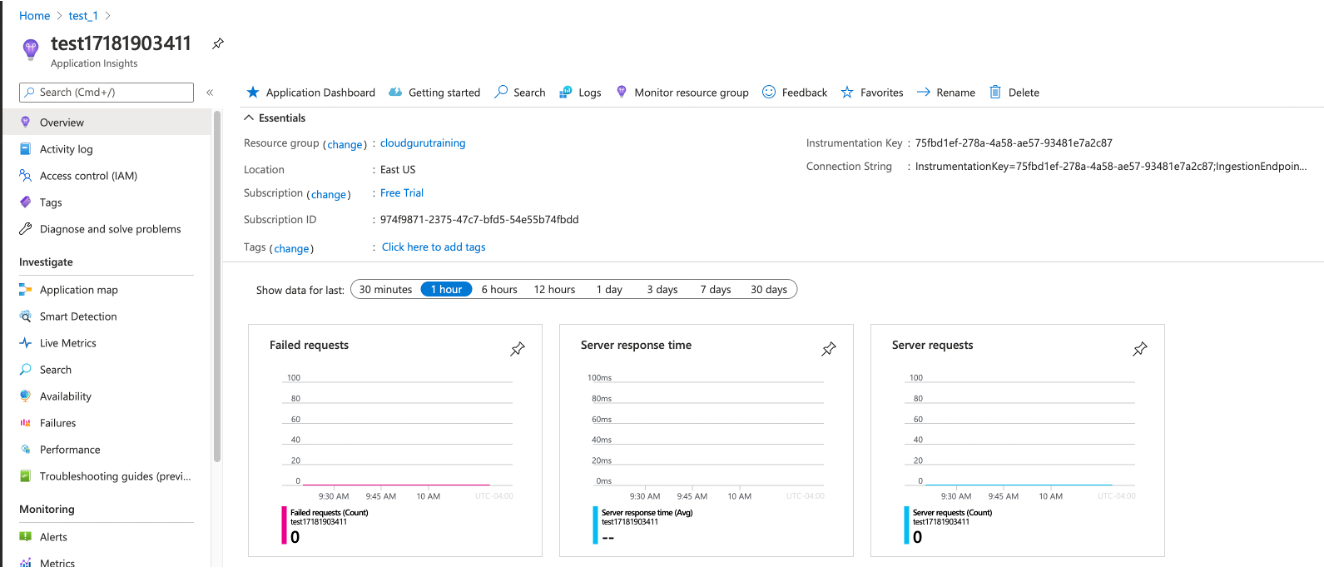 Home > test_1 >
test17181903411
Application Insights
Search (Cmd+/)
«
Overview
Activity log
Access control (IAM)
Tags
Diagnose and solve problems
Investigate
Application map
Smart Detection
Live Metrics
Search
Availability
Failures
Performance
Troubleshooting guides (previ...
Monitoring
Alerts
Metrics
Application Dashboard Getting started Search Logs Monitor resource group Feedback Favorites Rename Delete
Essentials
Resource group (change) : cloudgurutraining
Location : East US
Subscription (change) : Free Trial
Subscription ID : 974f9871-2375-47c7-bfd5-54e55b74fbdd
Tags (change) : Click here to add tags
Instrumentation Key : 75fbd1ef-278a-4a58-ae57-93481e7a2c87
Connection String : InstrumentationKey=75fbd1ef-278a-4a58-ae57-93481e7a2c87;IngestionEndpoin...
Show data for last: 30 minutes 1 hour 6 hours 12 hours 1 day 3 days 7 days 30 days
Failed requests
100
80
60
40
20
0
9:30 AM 9:45 AM 10 AM UTC-04:00
Failed requests (Count)
test17181903411
0
Server response time
100ms
80ms
60ms
40ms
20ms
0ms
9:30 AM 9:45 AM 10 AM UTC-04:00
Server response time (Avg)
test17181903411
--
Server requests
100
80
60
40
20
0
9:30 AM 9:45 AM 10 AM UTC-04:00
Server requests (Count)
test17181903411
0